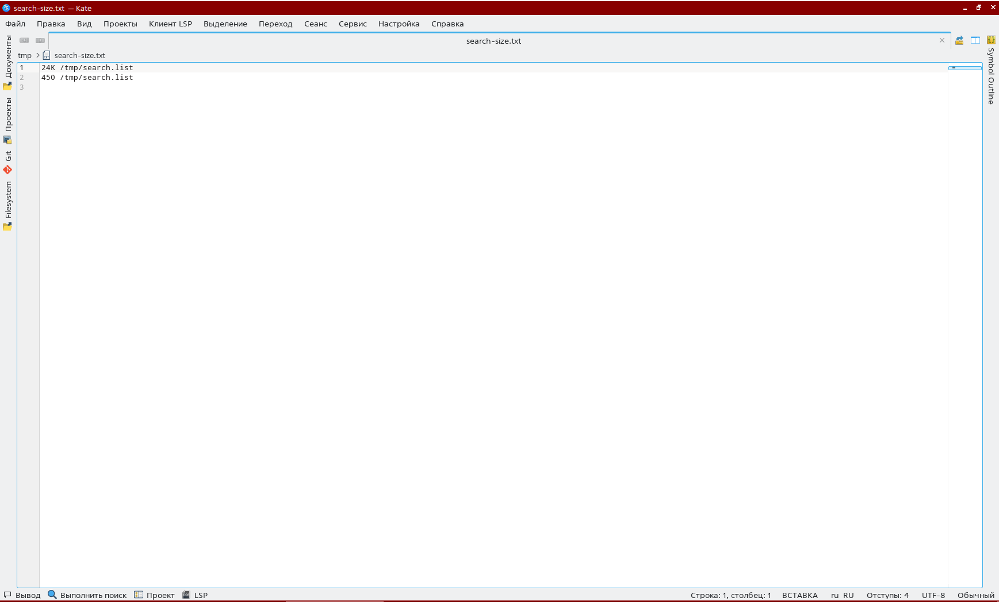 search-size.txt — Kate
Файл Правка Вид Проекты Клиент LSP Выделение Переход Сеанс Сервис Настройка Справка
search-size.txt
tmp > search-size.txt
1 24K /tmp/search.list
2 450 /tmp/search.list
3
Документы
Проекты
Git
Filesystem
Symbol Outline
Вывод Выполнить поиск Проект LSP Строка: 1, столбец: 1 ВСТАВКА ru_RU Отступы: 4 UTF-8 Обычный